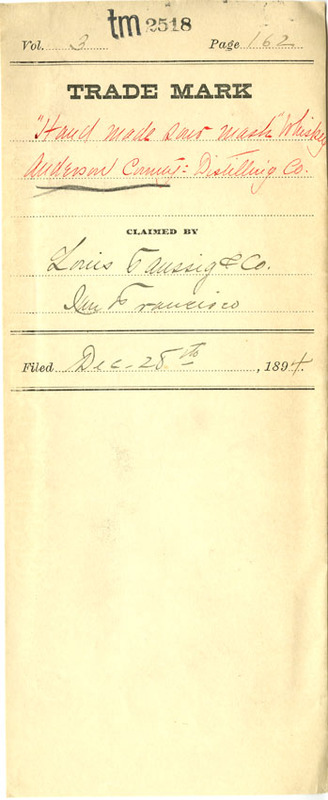 tm 2518
Vol. 3 Page 162
TRADE MARK
"Hand made sour mash" Whiskey
Anderson County Distilling Co.
CLAIMED BY
Louis Taussig & Co.
San Francisco
Filed Dec. 28th, 1894.